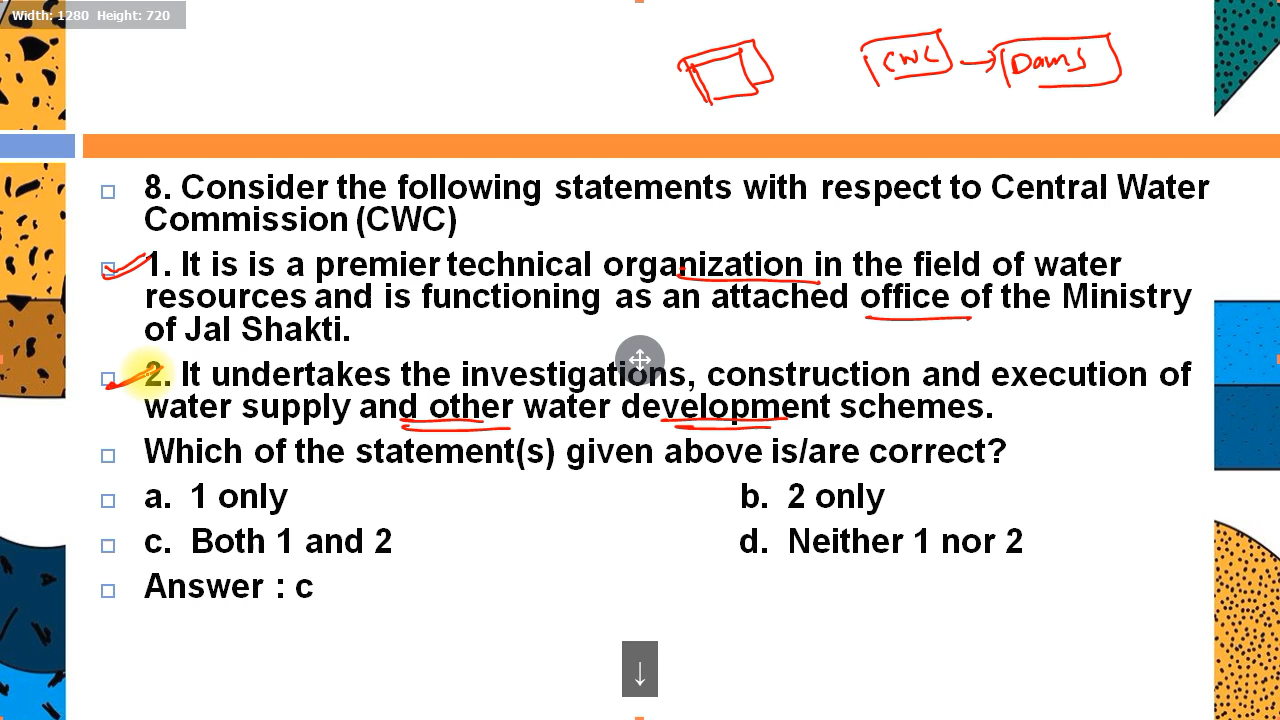 Width: 1280 Height: 720
CWC → Dams
8. Consider the following statements with respect to Central Water
Commission (CWC)
1. It is is a premier technical organization in the field of water
resources and is functioning as an attached office of the Ministry
of Jal Shakti.
2. It undertakes the investigations, construction and execution of
water supply and other water development schemes.
Which of the statement(s) given above is/are correct?
a. 1 only b. 2 only
c. Both 1 and 2 d. Neither 1 nor 2
Answer : c